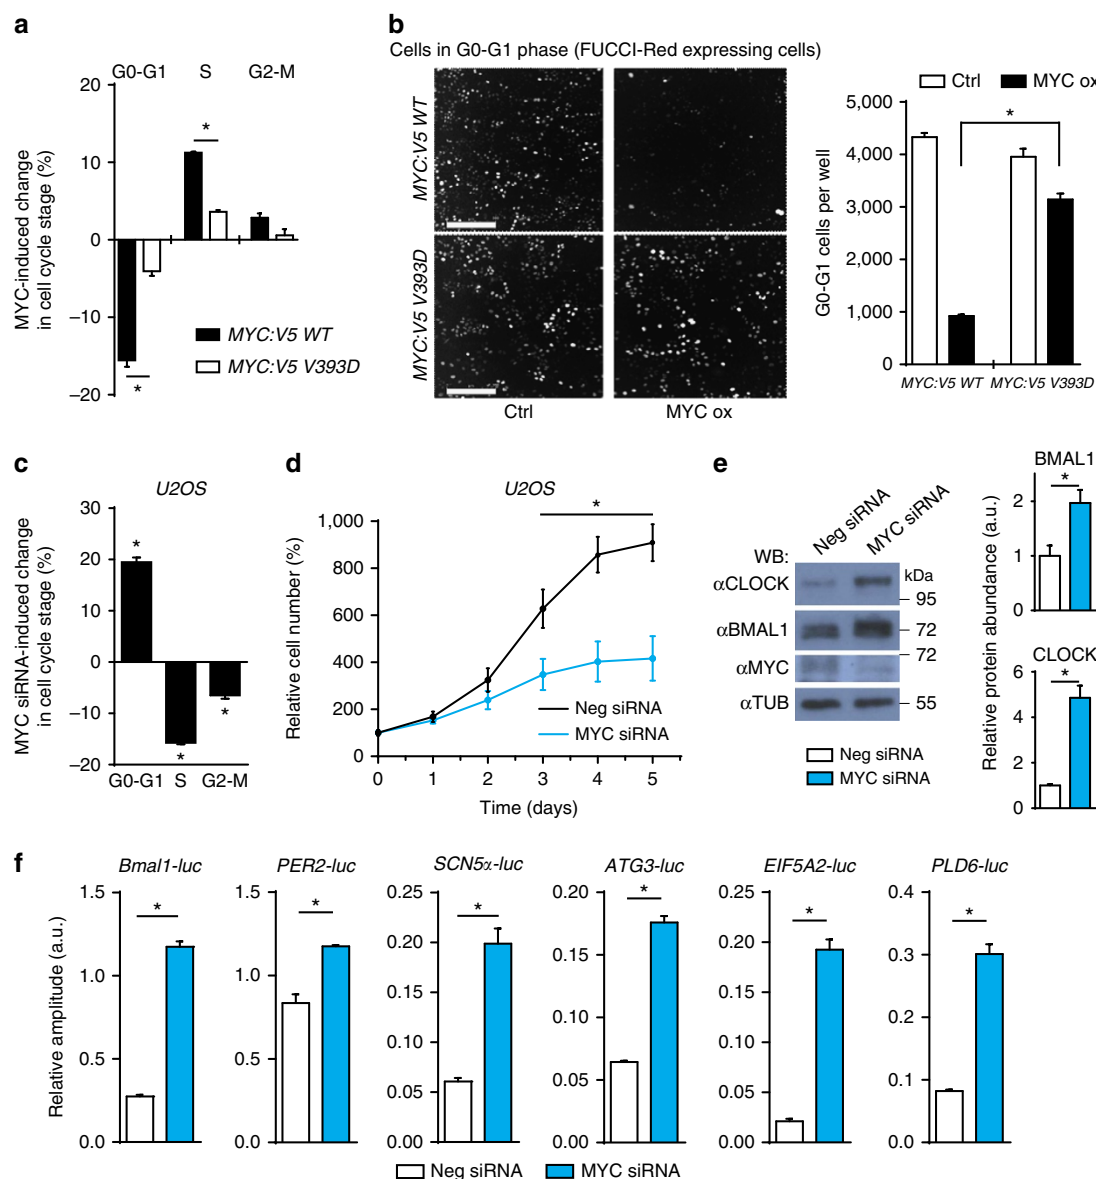 a
G0-G1 S G2-M
20
10
0
–10
–20
MYC-induced change
in cell cycle stage (%)
*
*
MYC:V5 WT
MYC:V5 V393D
b
Cells in G0-G1 phase (FUCCI-Red expressing cells)
MYC:V5 WT
MYC:V5 V393D
Ctrl MYC ox
Ctrl MYC ox
5,000
4,000
3,000
2,000
1,000
0
G0-G1 cells per well
*
MYC:V5 WT MYC:V5 V393D
c
U2OS
30
20
10
0
–10
–20
MYC siRNA-induced change
in cell cycle stage (%)
*
*
*
G0-G1 S G2-M
d
U2OS
*
1,000
800
600
400
200
0
Relative cell number (%)
Neg siRNA
MYC siRNA
0 1 2 3 4 5
Time (days)
e
Neg siRNA
MYC siRNA
WB:
kDa
αCLOCK
95
αBMAL1
72
72
αMYC
αTUB
55
Neg siRNA
MYC siRNA
Relative protein abundance (a.u.)
BMAL1
*
2
1
0
CLOCK
*
6
4
2
0
f
Relative amplitude (a.u.)
Bmal1-luc
*
1.5
1.0
0.5
0.0
PER2-luc
*
1.5
1.0
0.5
0.0
SCN5α-luc
*
0.25
0.20
0.15
0.10
0.05
0.00
ATG3-luc
*
0.20
0.15
0.10
0.05
0.00
EIF5A2-luc
*
0.25
0.20
0.15
0.10
0.05
0.00
PLD6-luc
*
0.4
0.3
0.2
0.1
0.0
Neg siRNA MYC siRNA